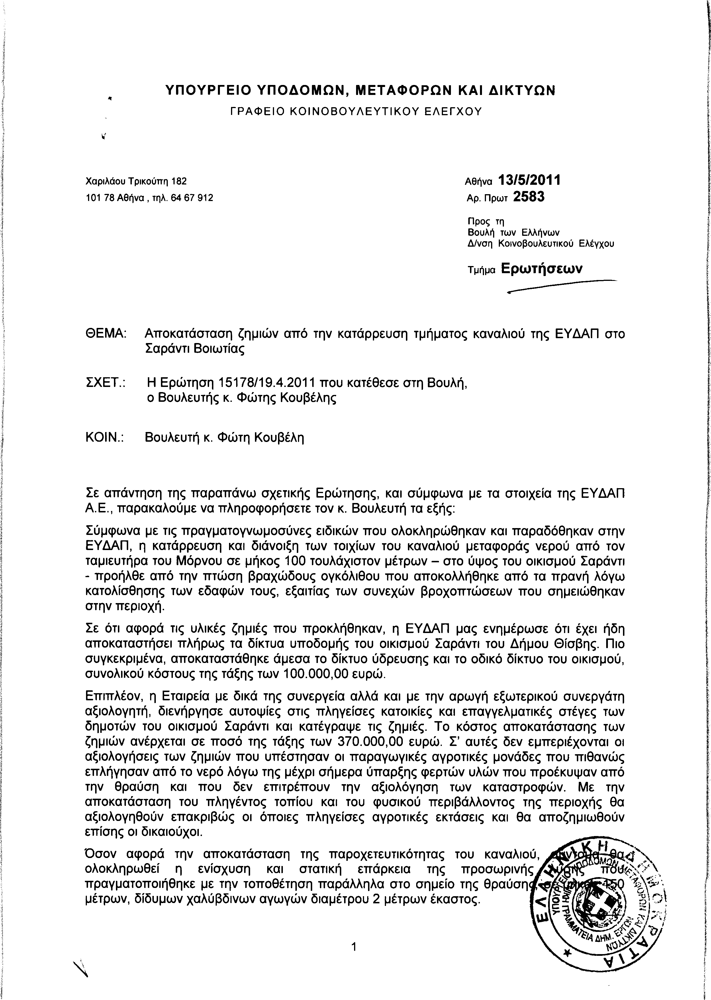 ΥΠΟΥΡΓΕΙΟ ΥΠΟΔΟΜΩΝ, ΜΕΤΑΦΟΡΩΝ ΚΑΙ ΔΙΚΤΥΩΝ
ΓΡΑΦΕΙΟ ΚΟΙΝΟΒΟΥΛΕΥΤΙΚΟΥ ΕΛΕΓΧΟΥ
Χαριλάου Τρικούπη 182
101 78 Αθήνα , τηλ. 64 67 912
Αθήνα 13/5/2011
Αρ. Πρωτ 2583
Προς τη
Βουλή των Ελλήνων
Δ/νση Κοινοβουλευτικού Ελέγχου
Τμήμα Ερωτήσεων
ΘΕΜΑ: Αποκατάσταση ζημιών από την κατάρρευση τμήματος καναλιού της ΕΥΔΑΠ στο
Σαράντι Βοιωτίας
ΣΧΕΤ.: Η Ερώτηση 15178/19.4.2011 που κατέθεσε στη Βουλή,
ο Βουλευτής κ. Φώτης Κουβέλης
ΚΟΙΝ.: Βουλευτή κ. Φώτη Κουβέλη
Σε απάντηση της παραπάνω σχετικής Ερώτησης, και σύμφωνα με τα στοιχεία της ΕΥΔΑΠ
Α.Ε., παρακαλούμε να πληροφορήσετε τον κ. Βουλευτή τα εξής:
Σύμφωνα με τις πραγματογνωμοσύνες ειδικών που ολοκληρώθηκαν και παραδόθηκαν στην
ΕΥΔΑΠ, η κατάρρευση και διάνοιξη των τοιχίων του καναλιού μεταφοράς νερού από τον
ταμιευτήρα του Μόρνου σε μήκος 100 τουλάχιστον μέτρων – στο ύψος του οικισμού Σαράντι
- προήλθε από την πτώση βραχώδους ογκόλιθου που αποκολλήθηκε από τα πρανή λόγω
κατολίσθησης των εδαφών τους, εξαιτίας των συνεχών βροχοπτώσεων που σημειώθηκαν
στην περιοχή.
Σε ότι αφορά τις υλικές ζημιές που προκλήθηκαν, η ΕΥΔΑΠ μας ενημέρωσε ότι έχει ήδη
αποκαταστήσει πλήρως τα δίκτυα υποδομής του οικισμού Σαράντι του Δήμου Θίσβης. Πιο
συγκεκριμένα, αποκαταστάθηκε άμεσα το δίκτυο ύδρευσης και το οδικό δίκτυο του οικισμού,
συνολικού κόστους της τάξης των 100.000,00 ευρώ.
Επιπλέον, η Εταιρεία με δικά της συνεργεία αλλά και με την αρωγή εξωτερικού συνεργάτη
αξιολογητή, διενήργησε αυτοψίες στις πληγείσες κατοικίες και επαγγελματικές στέγες των
δημοτών του οικισμού Σαράντι και κατέγραψε τις ζημιές. Το κόστος αποκατάστασης των
ζημιών ανέρχεται σε ποσό της τάξης των 370.000,00 ευρώ. Σ' αυτές δεν εμπεριέχονται οι
αξιολογήσεις των ζημιών που υπέστησαν οι παραγωγικές αγροτικές μονάδες που πιθανώς
επλήγησαν από το νερό λόγω της μέχρι σήμερα ύπαρξης φερτών υλών που προέκυψαν από
την θραύση και που δεν επιτρέπουν την αξιολόγηση των καταστροφών. Με την
αποκατάσταση του πληγέντος τοπίου και του φυσικού περιβάλλοντος της περιοχής θα
αξιολογηθούν επακριβώς οι όποιες πληγείσες αγροτικές εκτάσεις και θα αποζημιωθούν
επίσης οι δικαιούχοι.
Όσον αφορά την αποκατάσταση της παροχετευτικότητας του καναλιού, θα
ολοκληρωθεί η ενίσχυση και στατική επάρκεια της προσωρινής που
πραγματοποιήθηκε με την τοποθέτηση παράλληλα στο σημείο της θραύσης,
μέτρων, δίδυμων χαλύβδινων αγωγών διαμέτρου 2 μέτρων έκαστος.
ΕΛΛΗΝΙΚΗ ΔΗΜΟΚΡΑΤΙΑ
ΥΠΟΥΡΓΕΙΟ ΥΠΟΔΟΜΩΝ ΜΕΤΑΦΟΡΩΝ ΚΑΙ ΔΙΚΤΥΩΝ
ΓΡΑΜΜΑΤΕΙΑ ΔΗΜ. ΕΡΓΩΝ
1